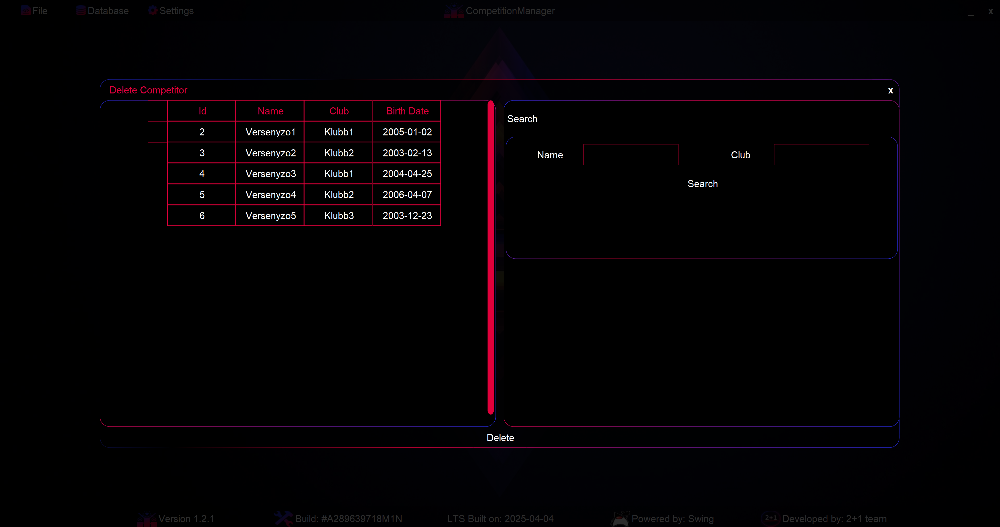 File Database Settings CompetitionManager _ x
Delete Competitor x
Id Name Club Birth Date
2 Versenyzo1 Klubb1 2005-01-02
3 Versenyzo2 Klubb2 2003-02-13
4 Versenyzo3 Klubb1 2004-04-25
5 Versenyzo4 Klubb2 2006-04-07
6 Versenyzo5 Klubb3 2003-12-23
Search
Name Club
Search
Delete
Version 1.2.1 Build: #A289639718M1N LTS Built on: 2025-04-04 Powered by: Swing 2+1 Developed by: 2+1 team